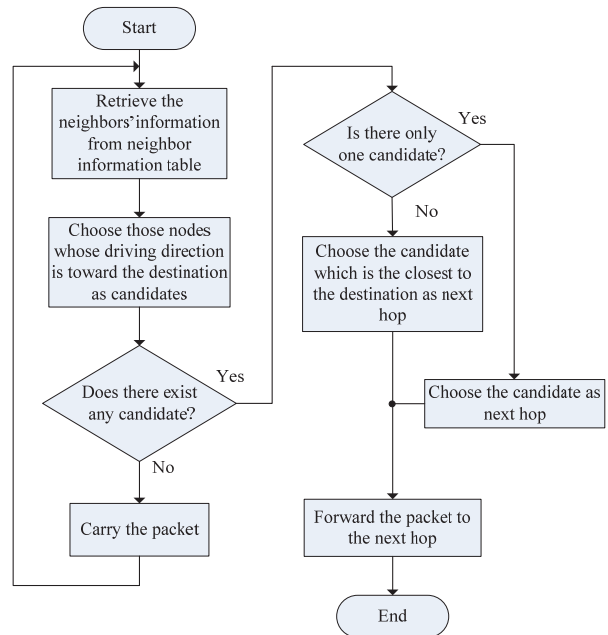 Start
Retrieve the
neighbors’information
from neighbor
information table
Choose those nodes
whose driving direction
is toward the destination
as candidates
Does there exist
any candidate?
Yes
No
Carry the packet
Is there only
one candidate?
Yes
No
Choose the candidate
which is the closest to
the destination as next
hop
Choose the candidate as
next hop
Forward the packet to
the next hop
End